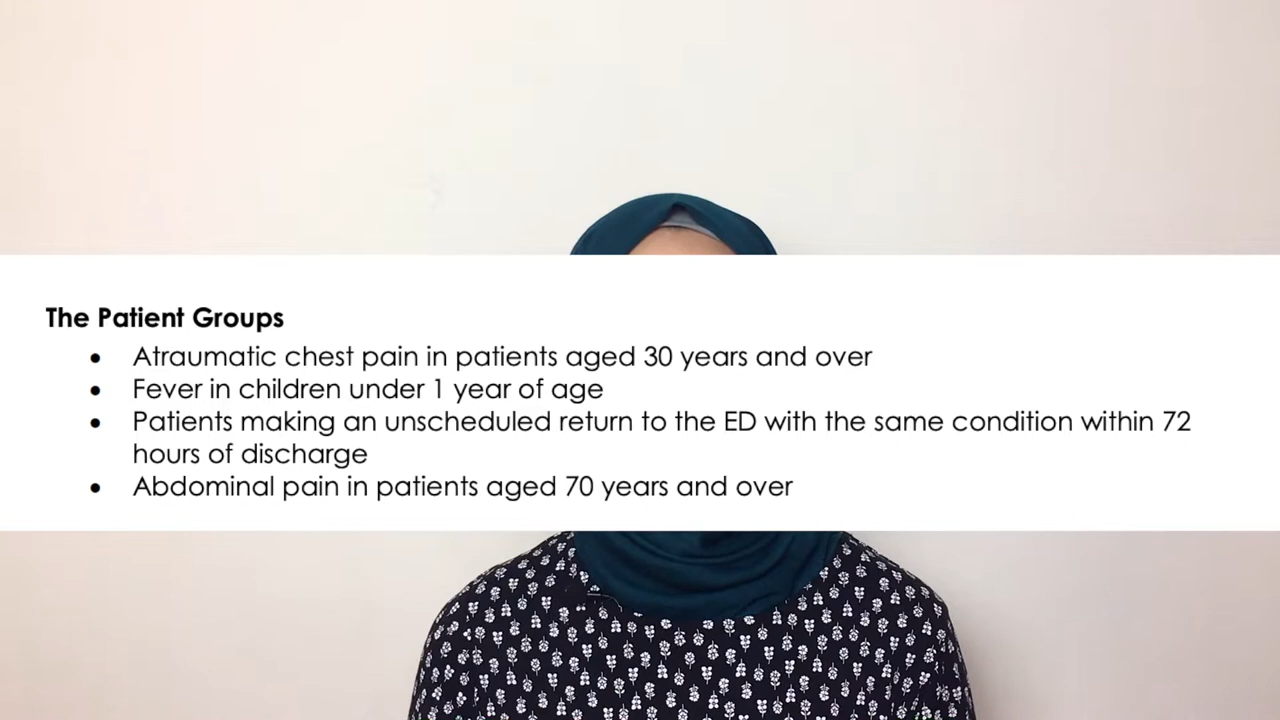 The Patient Groups
• Atraumatic chest pain in patients aged 30 years and over
• Fever in children under 1 year of age
• Patients making an unscheduled return to the ED with the same condition within 72
hours of discharge
• Abdominal pain in patients aged 70 years and over